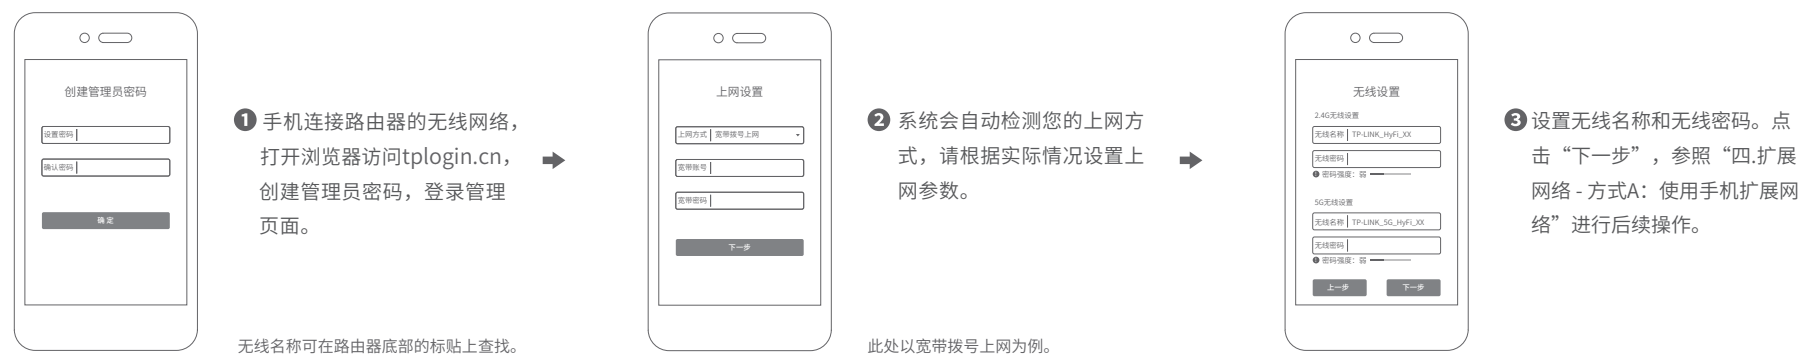 创建管理员密码
设置密码
确认密码
确 定
❶ 手机连接路由器的无线网络，
打开浏览器访问tplogin.cn，
创建管理员密码，登录管理
页面。
无线名称可在路由器底部的标贴上查找。
上网设置
上网方式 宽带拨号上网
宽带账号
宽带密码
下一步
❷ 系统会自动检测您的上网方
式，请根据实际情况设置上
网参数。
此处以宽带拨号上网为例。
无线设置
2.4G无线设置
无线名称 TP-LINK_HyFi_XX
无线密码
密码强度：弱
5G无线设置
无线名称 TP-LINK_5G_HyFi_XX
无线密码
密码强度：弱
上一步 下一步
❸ 设置无线名称和无线密码。点
击“下一步”，参照“四.扩展
网络 - 方式A：使用手机扩展网
络”进行后续操作。